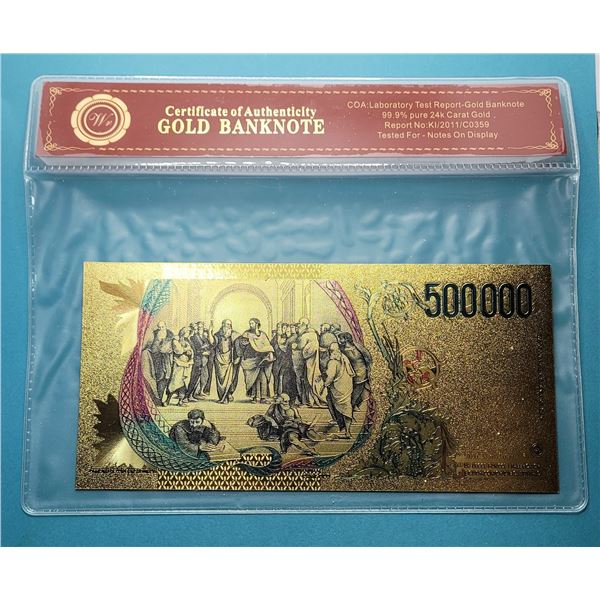 Wr
Certificate of Authenticity
GOLD BANKNOTE
COA:Laboratory Test Report-Gold Banknote
99.9% pure 24k Carat Gold .
Report No:KI/2011/C0359
Tested For - Notes On Display
500000